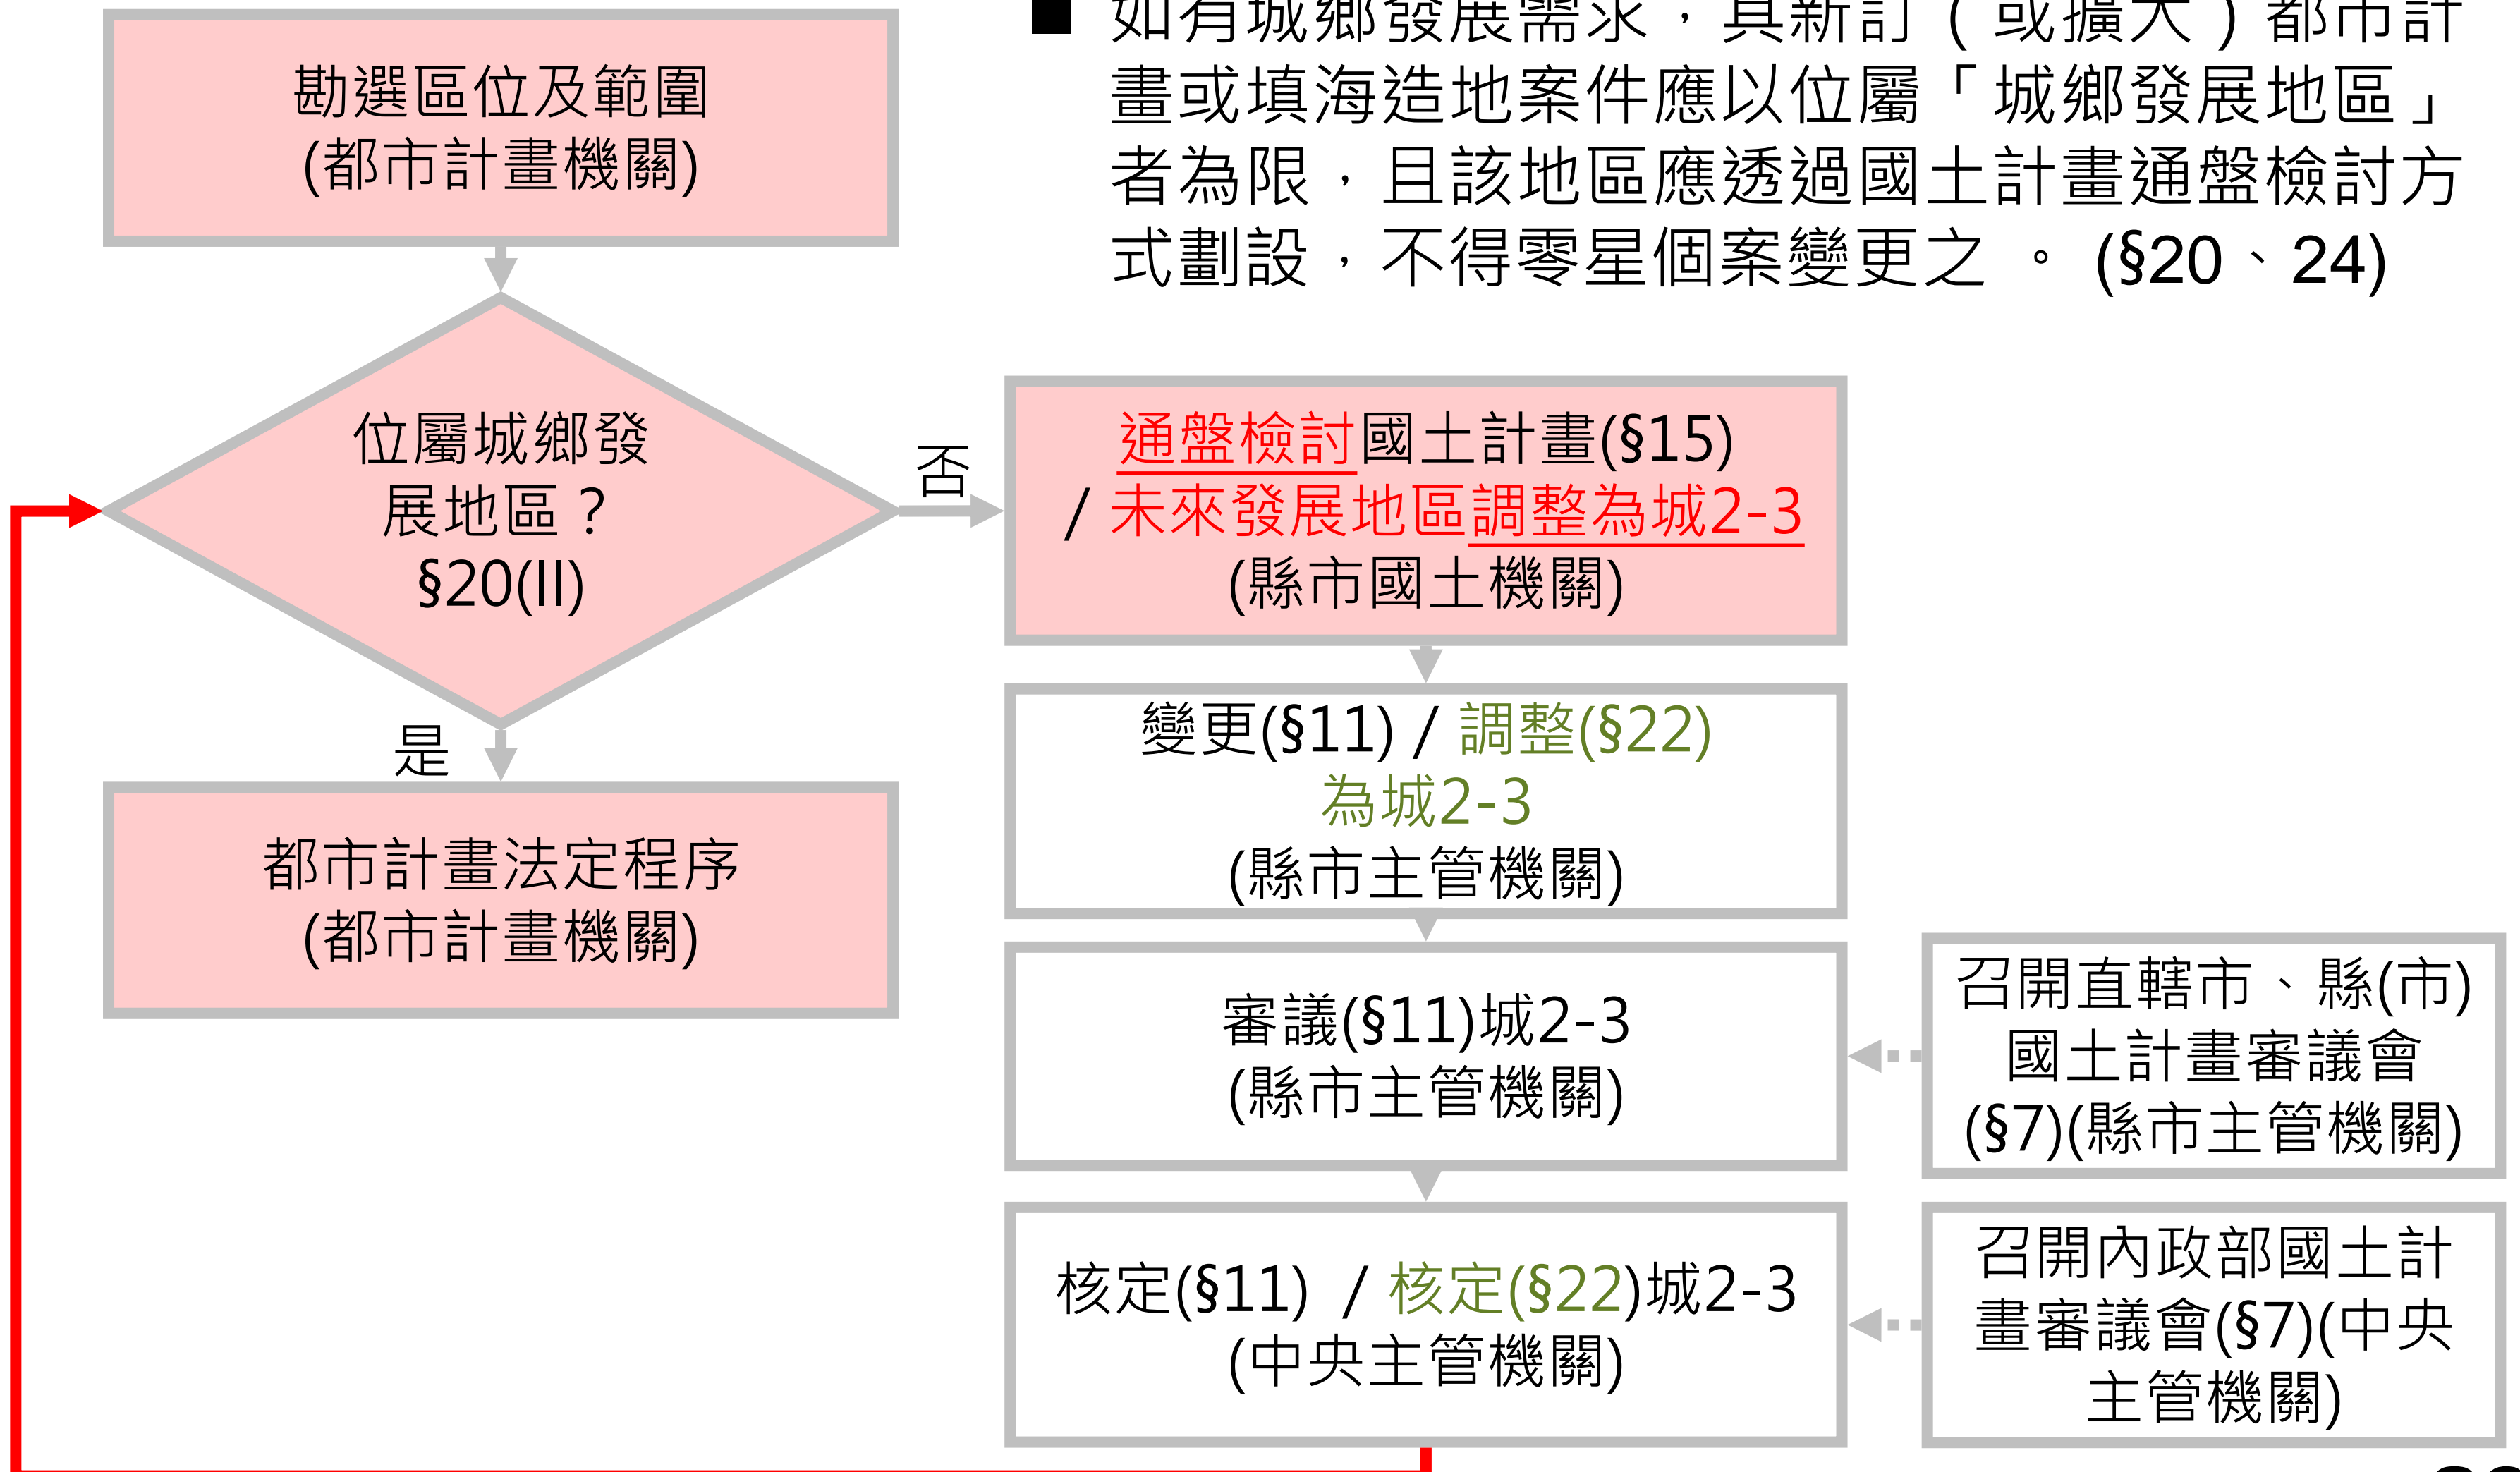 如有城鄉發展需求，其新訂(或擴大)都市計
畫或填海造地案件應以位屬「城鄉發展地區」
者為限，且該地區應透過國土計畫通盤檢討方
式劃設，不得零星個案變更之 。 (§20、24)
勘選區位及範圍
(都市計畫機關)
位屬城鄉發
展地區？
§20(II)
否
是
都市計畫法定程序
(都市計畫機關)
通盤檢討國土計畫(§15)
/ 未來發展地區調整為城2-3
(縣市國土機關)
變更(§11) / 調整(§22)
為城2-3
(縣市主管機關)
審議(§11)城2-3
(縣市主管機關)
召開直轄市、縣(市)
國土計畫審議會
(§7)(縣市主管機關)
核定(§11) / 核定(§22)城2-3
(中央主管機關)
召開內政部國土計
畫審議會(§7)(中央
主管機關)